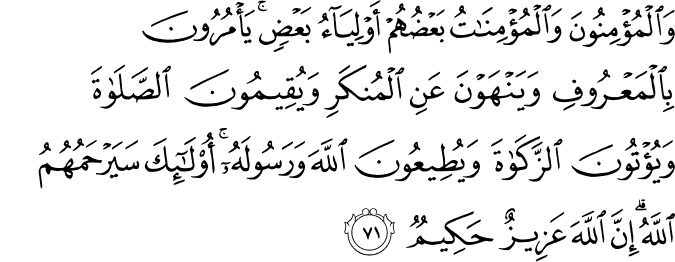 وَٱلْمُؤْمِنُونَ وَٱلْمُؤْمِنَـٰتُ بَعْضُهُمْ أَوْلِيَآءُ بَعْضٍ ۚ يَأْمُرُونَ
بِٱلْمَعْرُوفِ وَيَنْهَوْنَ عَنِ ٱلْمُنكَرِ وَيُقِيمُونَ ٱلصَّلَوٰةَ
وَيُؤْتُونَ ٱلزَّكَوٰةَ وَيُطِيعُونَ ٱللَّهَ وَرَسُولَهُۥٓ ۚ أُو۟لَـٰٓئِكَ سَيَرْحَمُهُمُ
ٱللَّهُ ۗ إِنَّ ٱللَّهَ عَزِيزٌ حَكِيمٌ ٧١